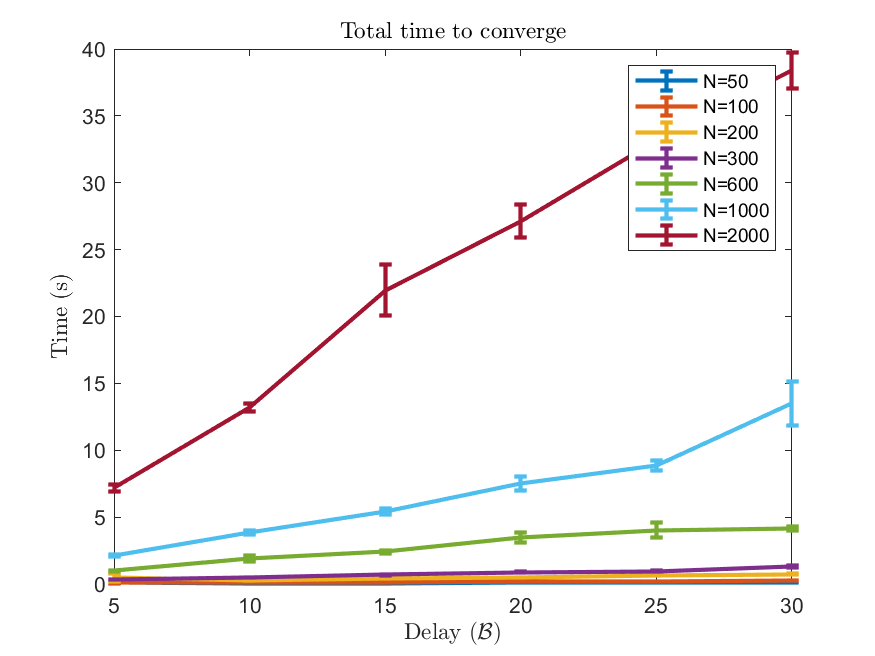 Total time to converge
40
35
30
25
20
15
10
5
0
Time (s)
N=50
N=100
N=200
N=300
N=600
N=1000
N=2000
5 10 15 20 25 30
Delay (ℬ)